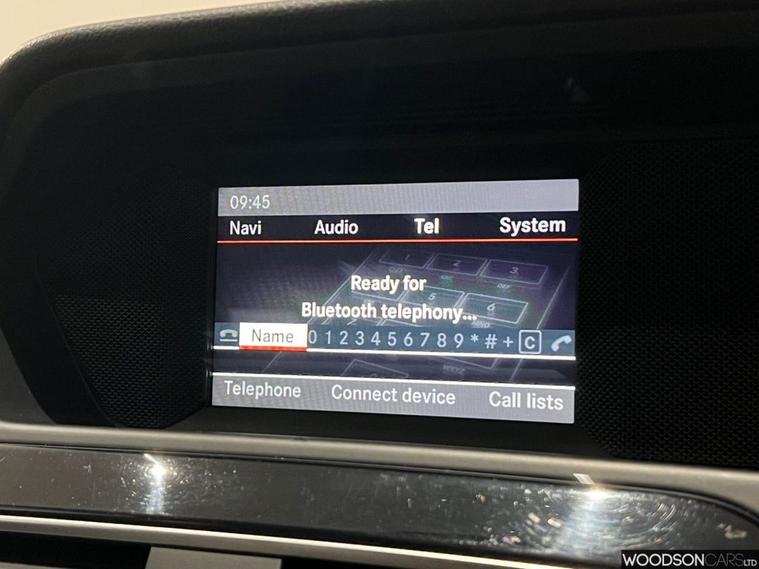 09:45
Navi Audio Tel System
Ready for
Bluetooth telephony...
Name 0 1 2 3 4 5 6 7 8 9 * # + C
Telephone Connect device Call lists
WOODSONCARS LTD